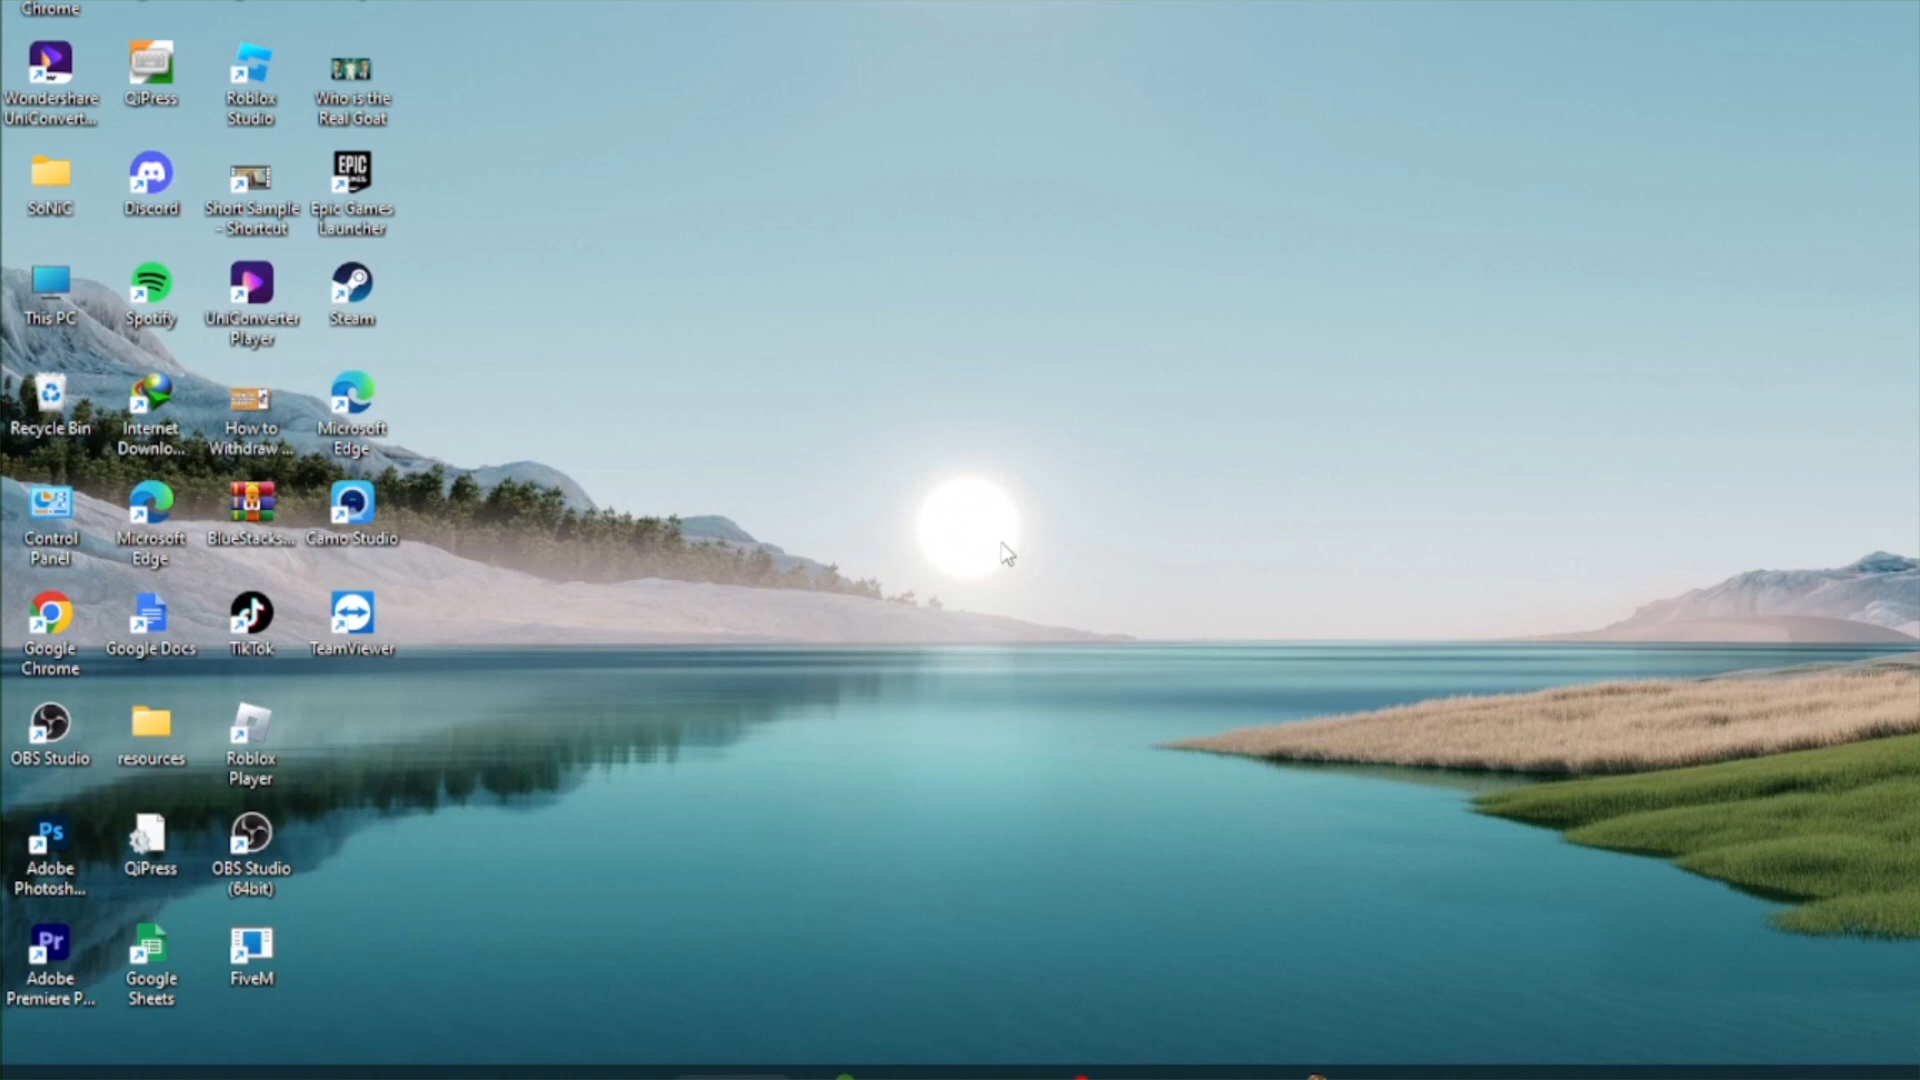 Chrome
Wondershare
UniConvert...
QiPress
Roblox
Studio
Who is the
Real Goat
SoNiC
Discord
Short Sample
- Shortcut
EPIC
Epic Games
Launcher
This PC
Spotify
UniConverter
Player
Steam
Recycle Bin
Internet
Downlo...
How to
Withdraw ...
Microsoft
Edge
Control
Panel
Microsoft
Edge
BlueStacks...
Camo Studio
Google
Chrome
Google Docs
TikTok
TeamViewer
OBS Studio
resources
Roblox
Player
Ps
Adobe
Photosh...
QiPress
OBS Studio
(64bit)
Pr
Adobe
Premiere P...
Google
Sheets
FiveM